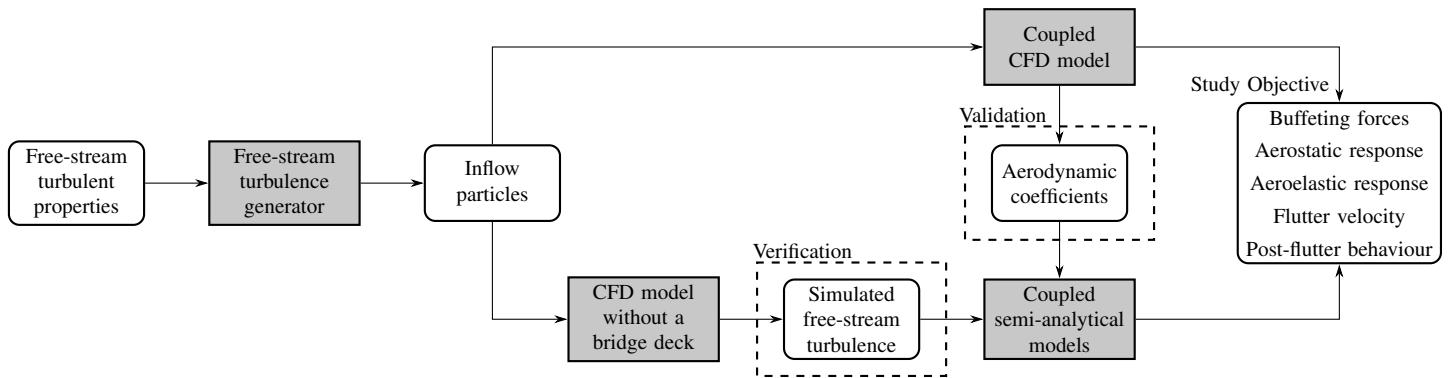 Free-stream
turbulent
properties
Free-stream
turbulence
generator
Inflow
particles
Coupled
CFD model
Validation
Aerodynamic
coefficients
CFD model
without a
bridge deck
Verification
Simulated
free-stream
turbulence
Coupled
semi-analytical
models
Study Objective
Buffeting forces
Aerostatic response
Aeroelastic response
Flutter velocity
Post-flutter behaviour